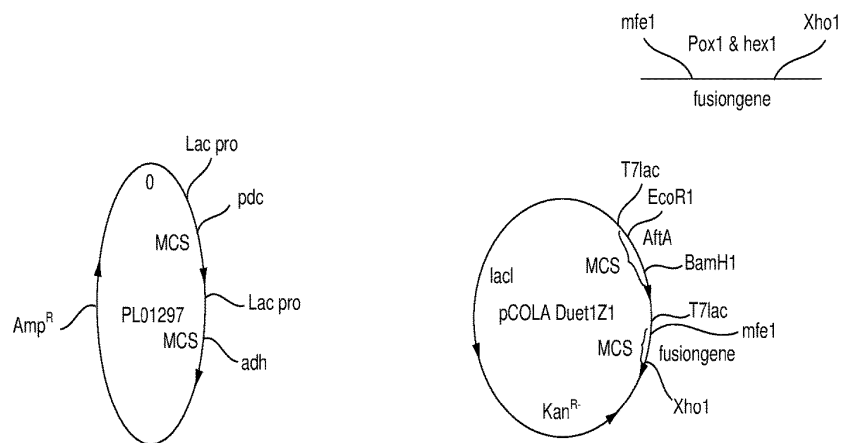 mfe1
Pox1 & hex1
Xho1
fusiongene
Lac pro
0
pdc
MCS
Lac pro
PL01297
Amp^R
MCS
adh
T7lac
EcoR1
AftA
BamH1
MCS
lacI
pCOLA Duet1Z1
T7lac
mfe1
MCS
fusiongene
Xho1
Kan^R-